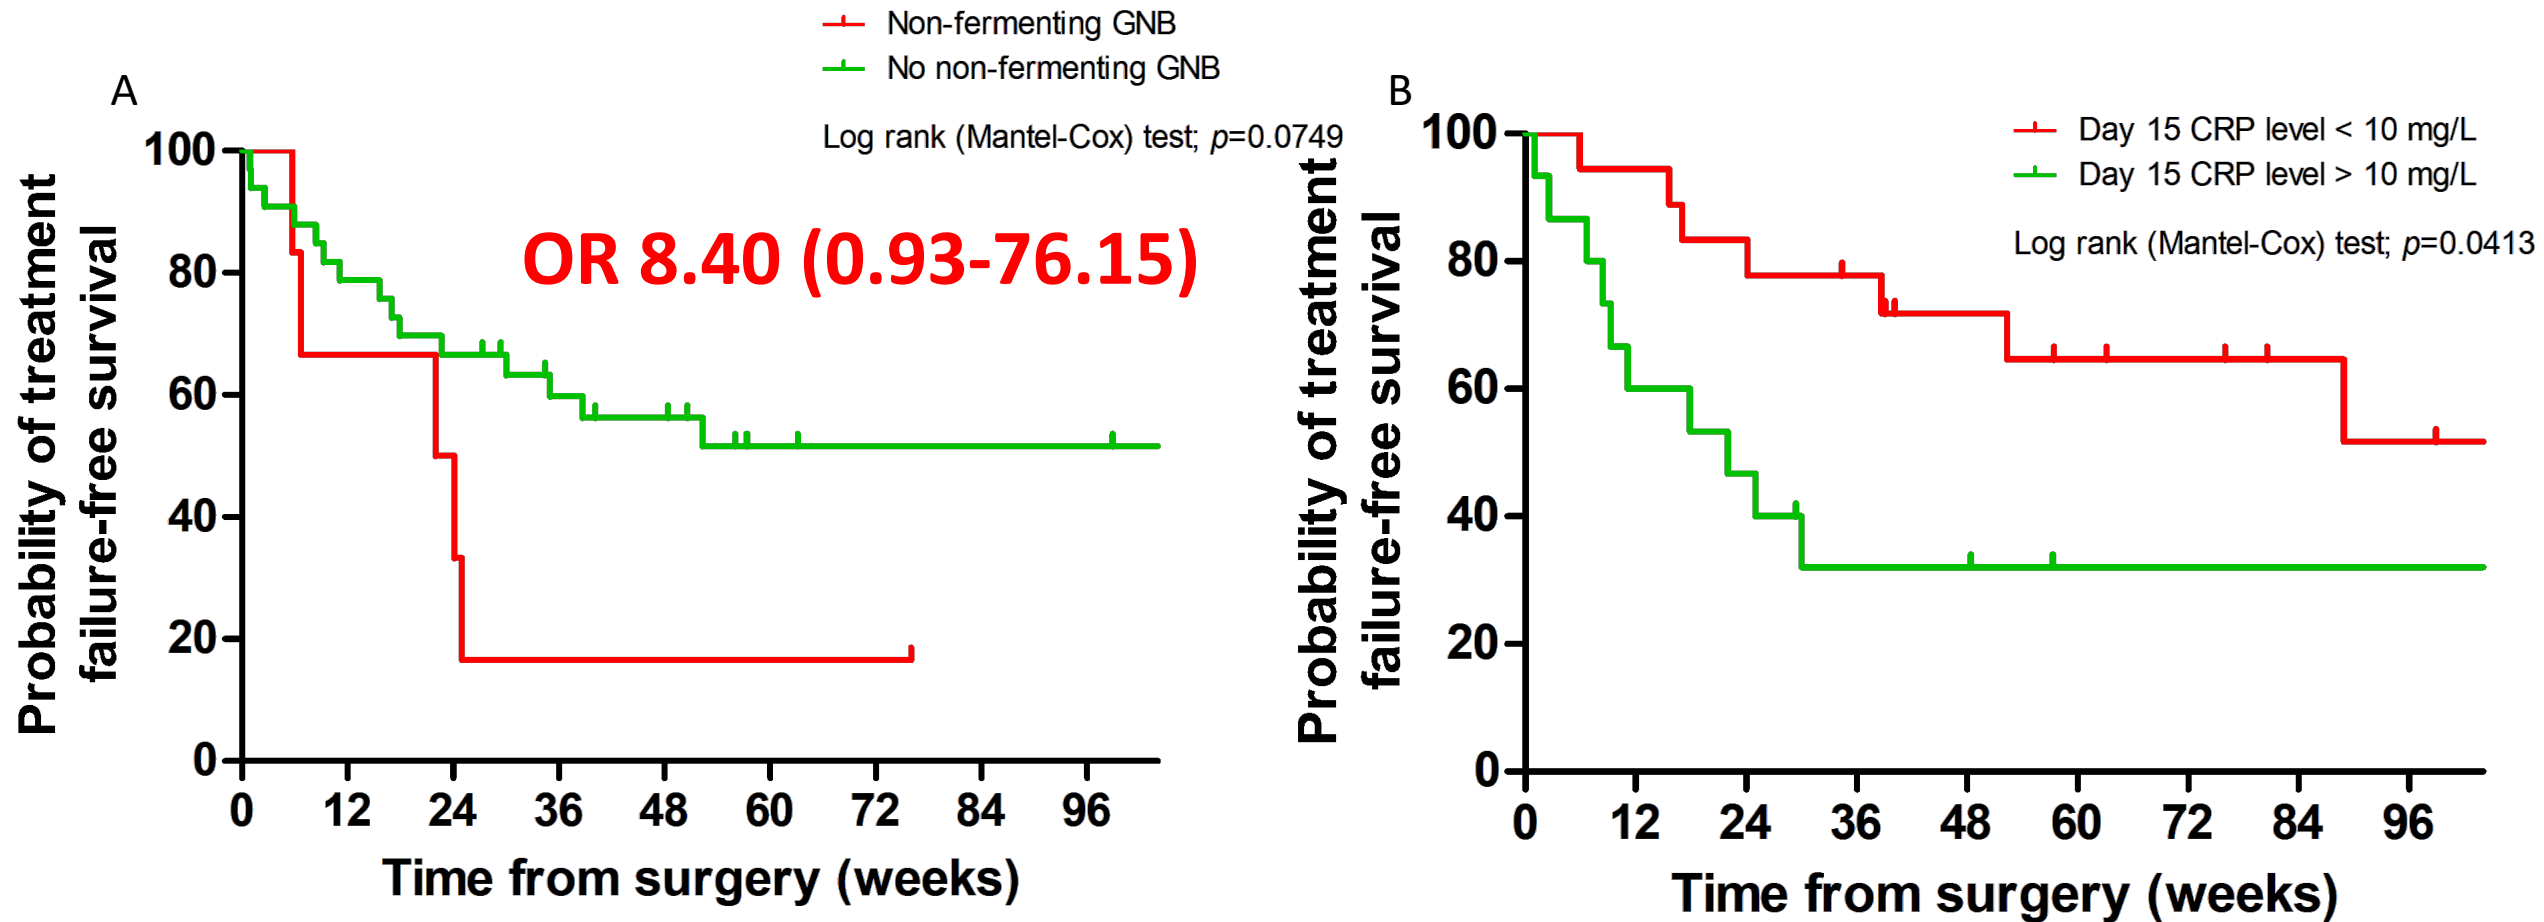 A
Non-fermenting GNB
No non-fermenting GNB
Log rank (Mantel-Cox) test; p=0.0749
OR 8.40 (0.93-76.15)
Probability of treatment
failure-free survival
100
80
60
40
20
0
0 12 24 36 48 60 72 84 96
Time from surgery (weeks)
B
Day 15 CRP level < 10 mg/L
Day 15 CRP level > 10 mg/L
Log rank (Mantel-Cox) test; p=0.0413
Probability of treatment
failure-free survival
100
80
60
40
20
0
0 12 24 36 48 60 72 84 96
Time from surgery (weeks)